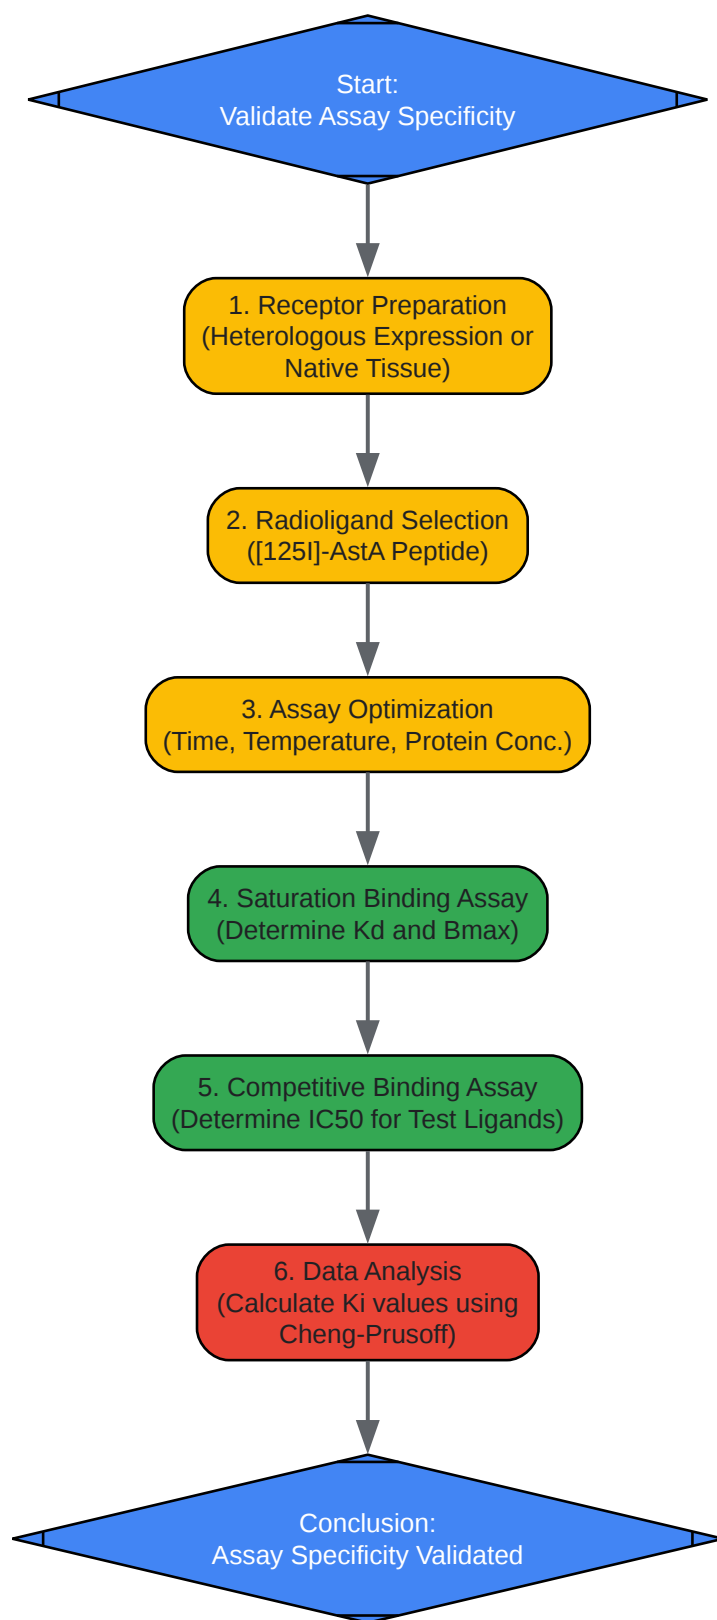 Start:
Validate Assay Specificity
1. Receptor Preparation
(Heterologous Expression or
Native Tissue)
2. Radioligand Selection
([125I]-AstA Peptide)
3. Assay Optimization
(Time, Temperature, Protein Conc.)
4. Saturation Binding Assay
(Determine Kd and Bmax)
5. Competitive Binding Assay
(Determine IC50 for Test Ligands)
6. Data Analysis
(Calculate Ki values using
Cheng-Prusoff)
Conclusion:
Assay Specificity Validated